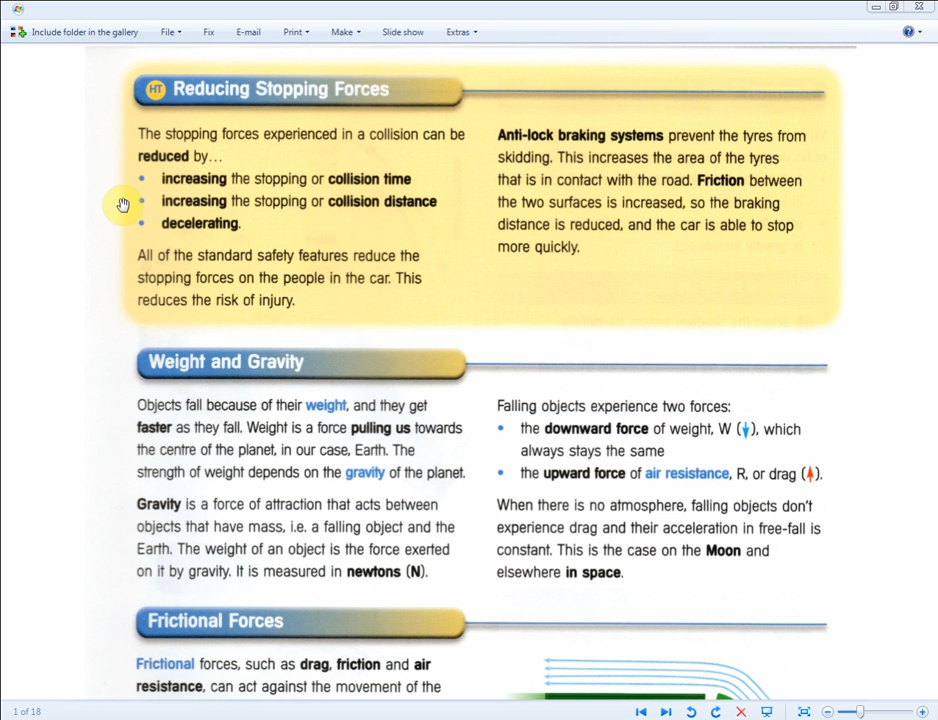 Include folder in the gallery File Fix E-mail Print Make Slide show Extras
HT Reducing Stopping Forces
The stopping forces experienced in a collision can be
reduced by…
• increasing the stopping or collision time
• increasing the stopping or collision distance
• decelerating.
All of the standard safety features reduce the
stopping forces on the people in the car. This
reduces the risk of injury.
Anti-lock braking systems prevent the tyres from
skidding. This increases the area of the tyres
that is in contact with the road. Friction between
the two surfaces is increased, so the braking
distance is reduced, and the car is able to stop
more quickly.
Weight and Gravity
Objects fall because of their weight, and they get
faster as they fall. Weight is a force pulling us towards
the centre of the planet, in our case, Earth. The
strength of weight depends on the gravity of the planet.
Gravity is a force of attraction that acts between
objects that have mass, i.e. a falling object and the
Earth. The weight of an object is the force exerted
on it by gravity. It is measured in newtons (N).
Falling objects experience two forces:
• the downward force of weight, W (↓), which
always stays the same
• the upward force of air resistance, R, or drag (↑).
When there is no atmosphere, falling objects don't
experience drag and their acceleration in free-fall is
constant. This is the case on the Moon and
elsewhere in space.
Frictional Forces
Frictional forces, such as drag, friction and air
resistance, can act against the movement of the
1 of 18